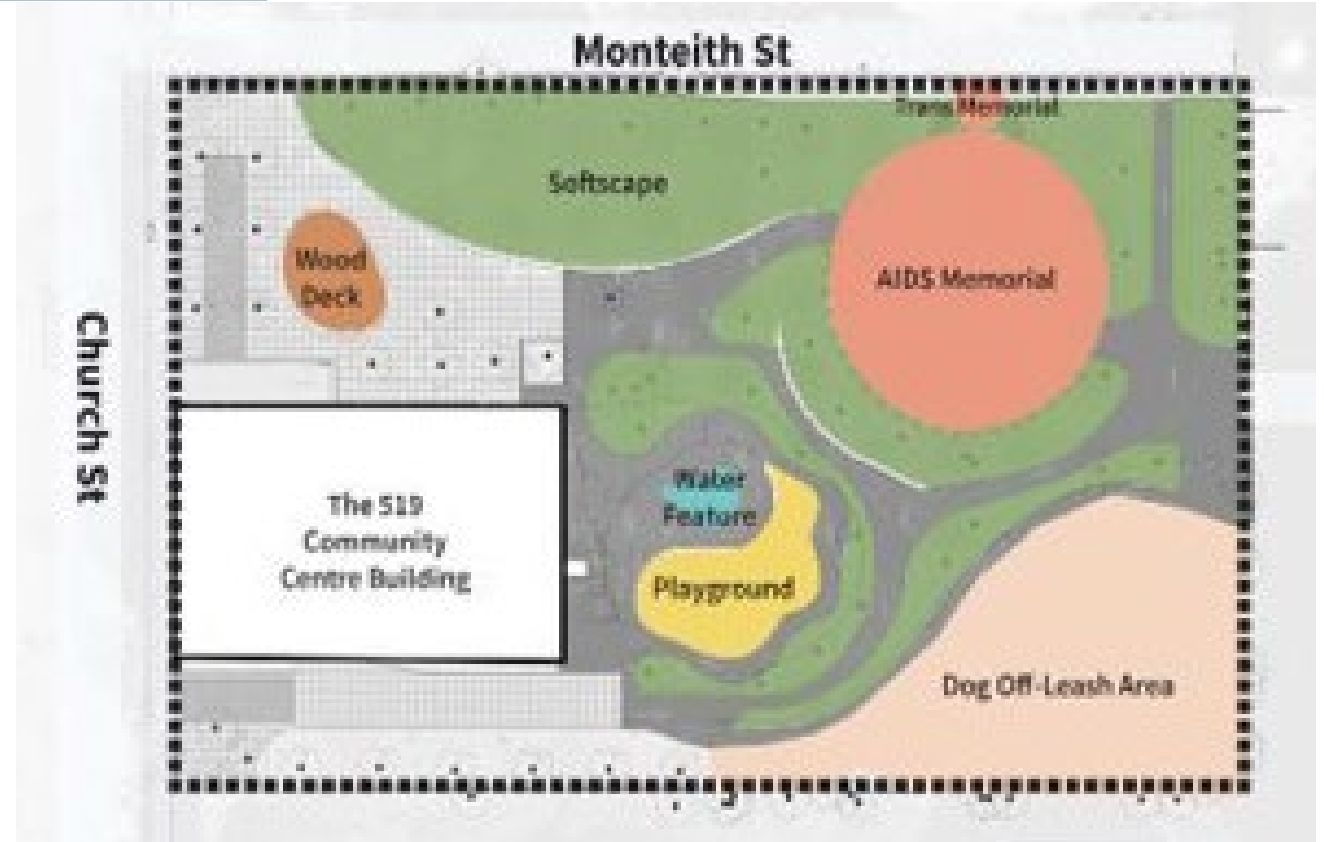 Monteith St
Trans Memorial
Softscape
Wood
Deck
AIDS Memorial
Church St
Water
Feature
The 519
Community
Centre Building
Playground
Dog Off-Leash Area